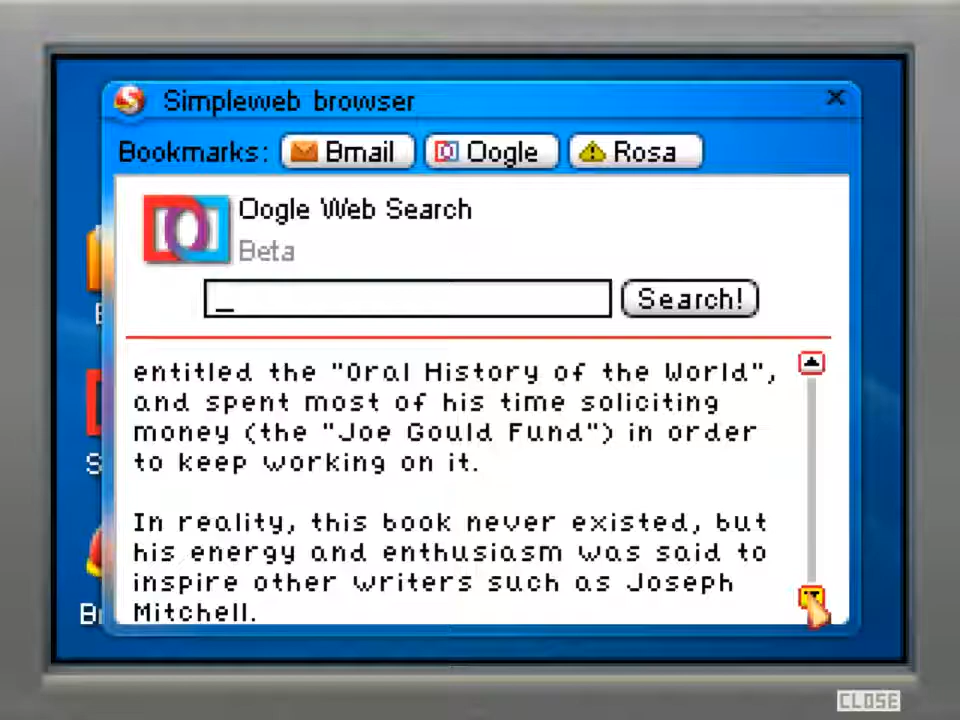 Simpleweb browser
Bookmarks: Bmail Oogle Rosa
Oogle Web Search
Beta
_ Search!
entitled the "Oral History of the World",
and spent most of his time soliciting
money (the "Joe Gould Fund") in order
to keep working on it.
In reality, this book never existed, but
his energy and enthusiasm was said to
inspire other writers such as Joseph
Mitchell.
CLOSE